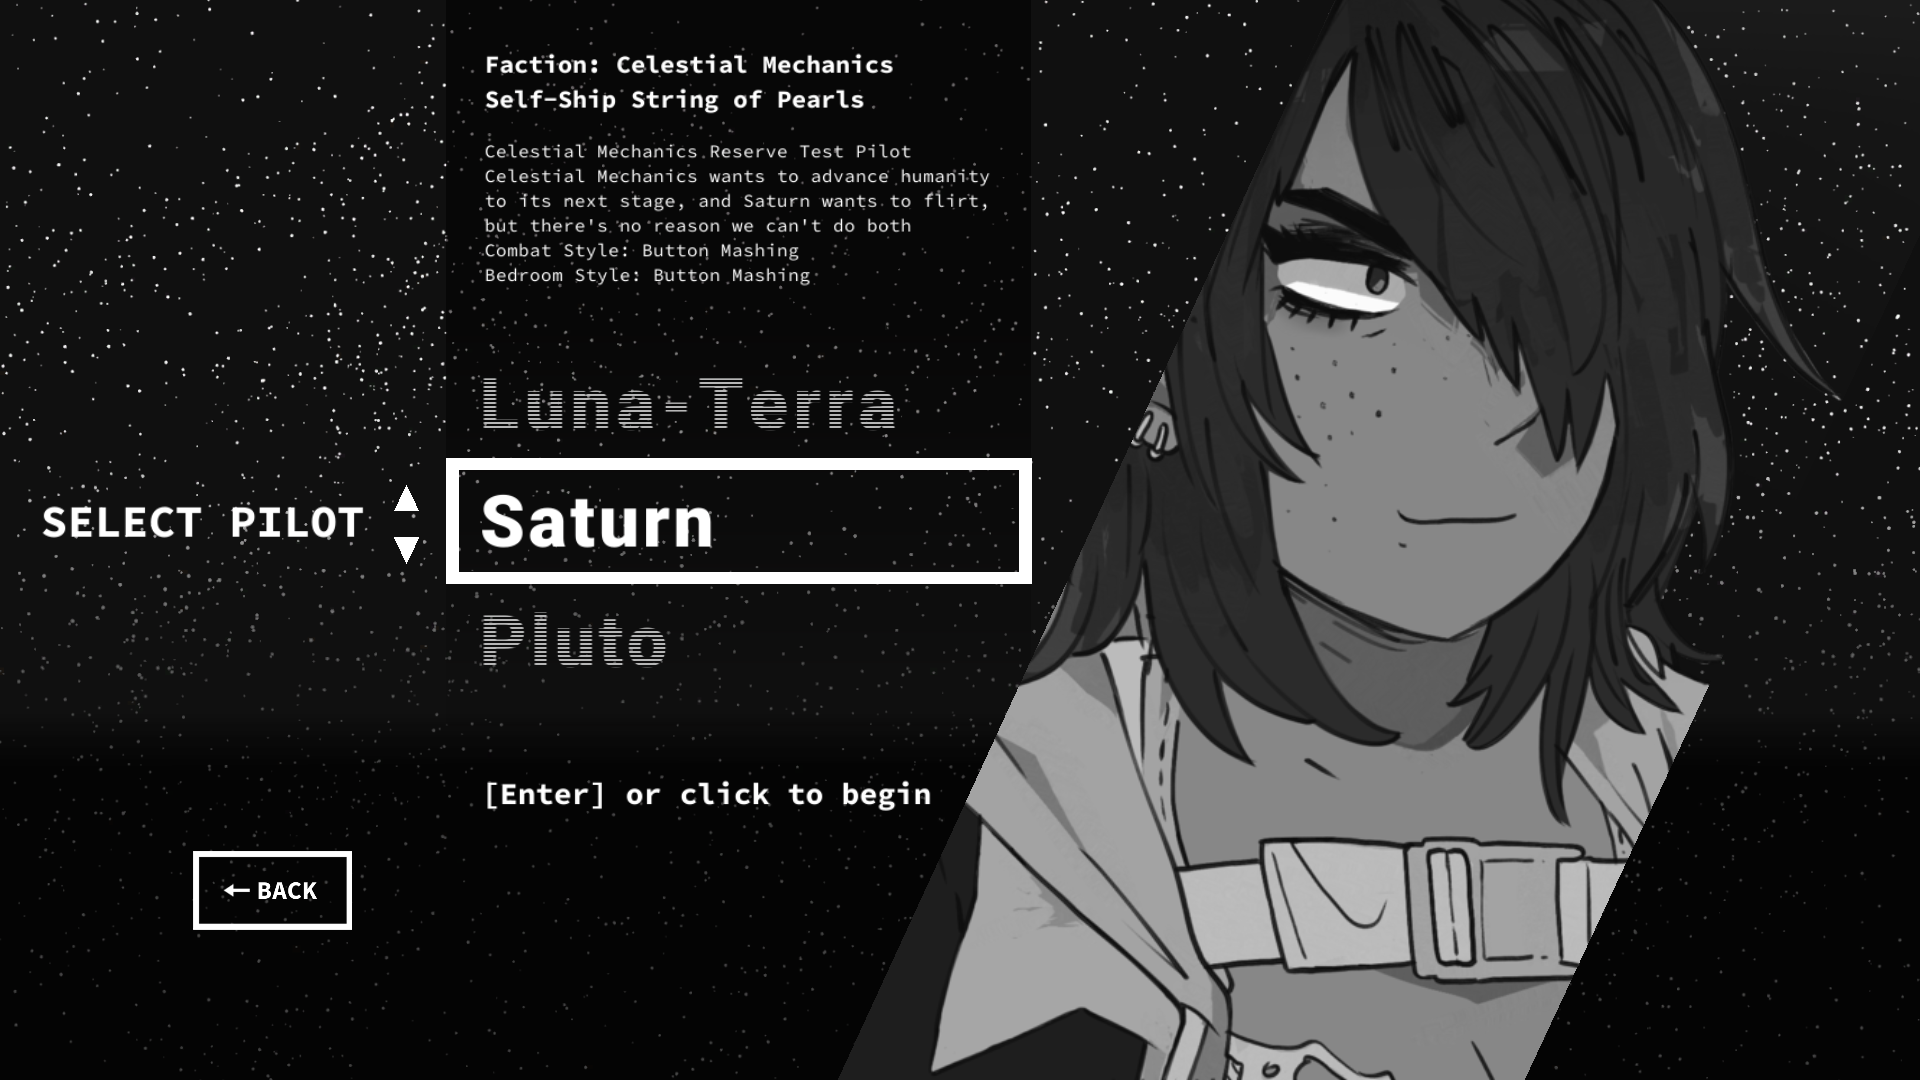 Faction: Celestial Mechanics
Self-Ship String of Pearls
Celestial Mechanics Reserve Test Pilot
Celestial Mechanics wants to advance humanity
to its next stage, and Saturn wants to flirt,
but there's no reason we can't do both
Combat Style: Button Mashing
Bedroom Style: Button Mashing
Luna-Terra
SELECT PILOT
Saturn
Pluto
[Enter] or click to begin
← BACK